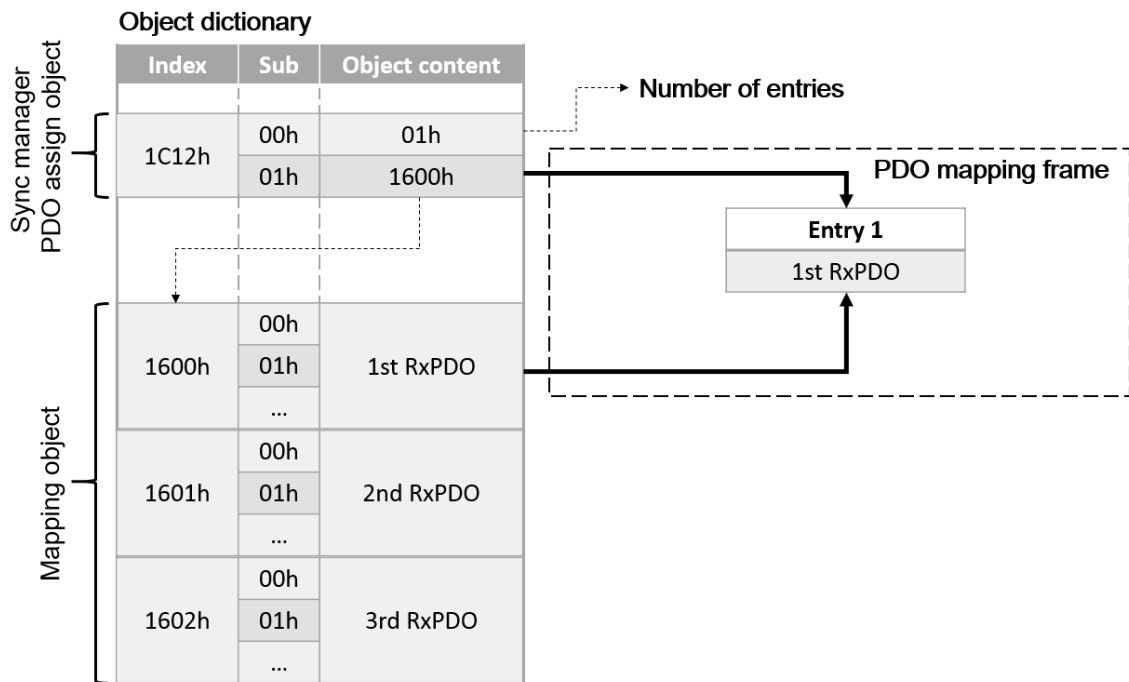 Object dictionary
Index Sub Object content
Number of entries
Sync manager
PDO assign object
1C12h
00h 01h
01h 1600h
PDO mapping frame
Entry 1
1st RxPDO
Mapping object
1600h
00h
01h
...
1st RxPDO
1601h
00h
01h
...
2nd RxPDO
1602h
00h
01h
...
3rd RxPDO